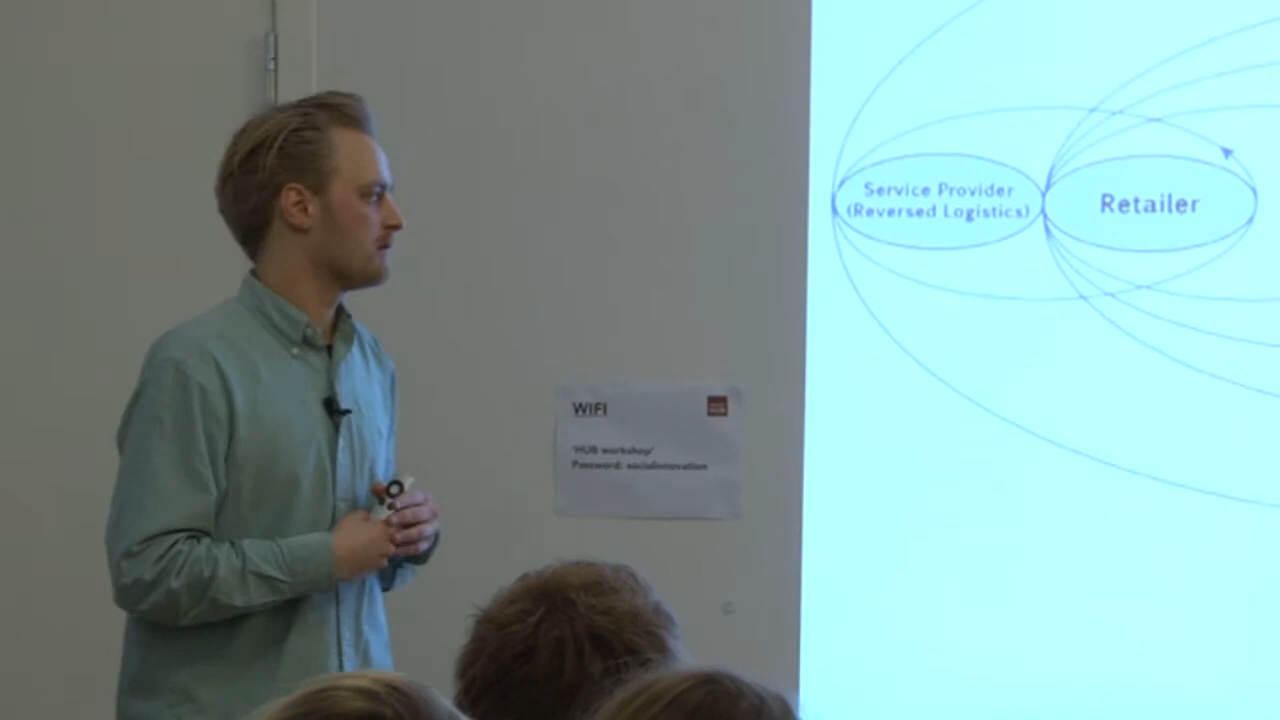 Service Provider
(Reversed Logistics)
Retailer
WIFI
'HUB workshop'
Password: socialinnovation